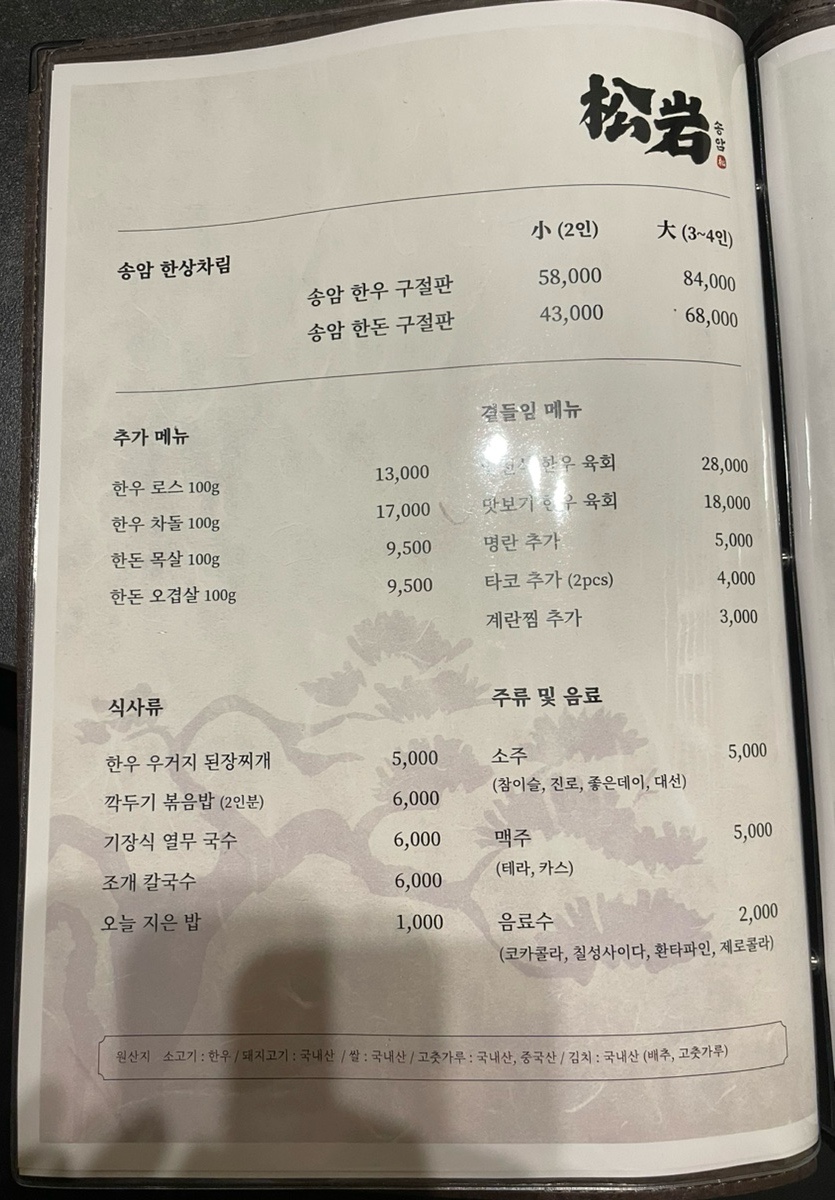 松岩 송암
小 (2인) 大 (3~4인)
송암 한상차림
송암 한우 구절판 58,000 84,000
송암 한돈 구절판 43,000 68,000
추가 메뉴
한우 로스 100g 13,000
한우 차돌 100g 17,000
한돈 목살 100g 9,500
한돈 오겹살 100g 9,500
곁들임 메뉴
한우 육회 28,000
맛보기 한우 육회 18,000
명란 추가 5,000
타코 추가 (2pcs) 4,000
계란찜 추가 3,000
식사류
한우 우거지 된장찌개 5,000
깍두기 볶음밥 (2인분) 6,000
기장식 열무 국수 6,000
조개 칼국수 6,000
오늘 지은 밥 1,000
주류 및 음료
소주 5,000
(참이슬, 진로, 좋은데이, 대선)
맥주 5,000
(테라, 카스)
음료수 2,000
(코카콜라, 칠성사이다, 환타파인, 제로콜라)
원산지 소고기 : 한우 / 돼지고기 : 국내산 / 쌀 : 국내산 / 고춧가루 : 국내산, 중국산 / 김치 : 국내산 (배추, 고춧가루)